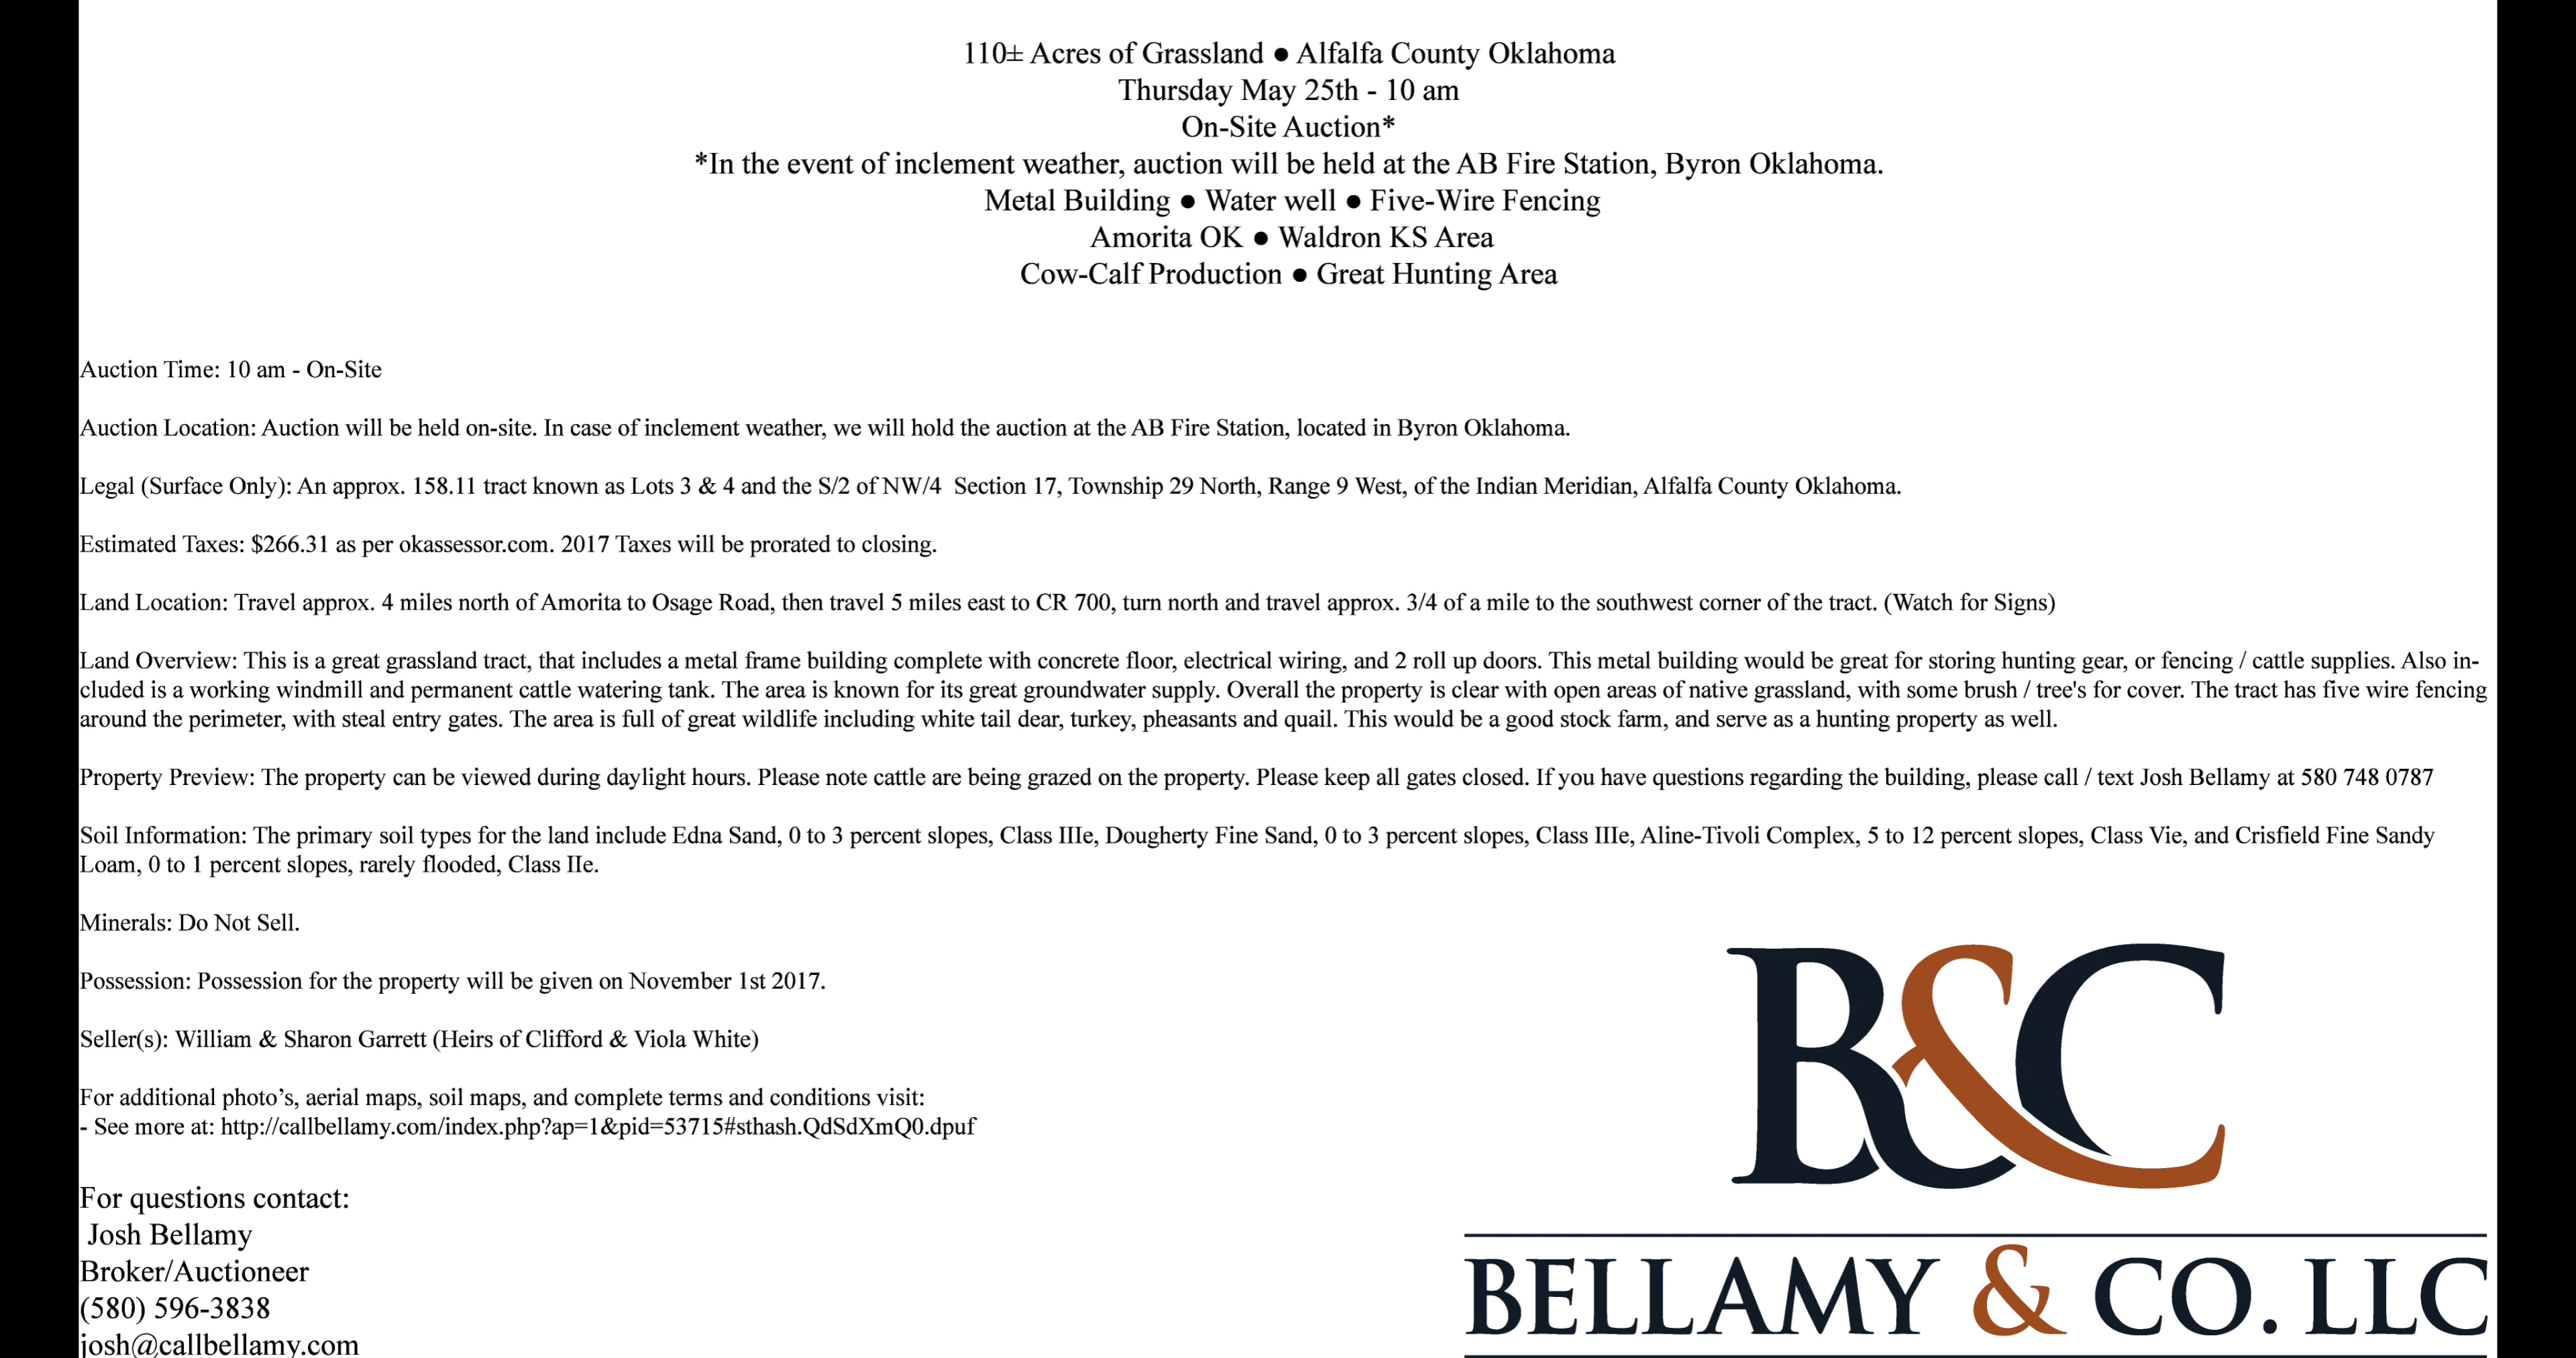 110± Acres of Grassland ● Alfalfa County Oklahoma
Thursday May 25th - 10 am
On-Site Auction*
*In the event of inclement weather, auction will be held at the AB Fire Station, Byron Oklahoma.
Metal Building ● Water well ● Five-Wire Fencing
Amorita OK ● Waldron KS Area
Cow-Calf Production ● Great Hunting Area
Auction Time: 10 am - On-Site
Auction Location: Auction will be held on-site. In case of inclement weather, we will hold the auction at the AB Fire Station, located in Byron Oklahoma.
Legal (Surface Only): An approx. 158.11 tract known as Lots 3 & 4 and the S/2 of NW/4  Section 17, Township 29 North, Range 9 West, of the Indian Meridian, Alfalfa County Oklahoma.
Estimated Taxes: $266.31 as per okassessor.com. 2017 Taxes will be prorated to closing.
Land Location: Travel approx. 4 miles north of Amorita to Osage Road, then travel 5 miles east to CR 700, turn north and travel approx. 3/4 of a mile to the southwest corner of the tract. (Watch for Signs)
Land Overview: This is a great grassland tract, that includes a metal frame building complete with concrete floor, electrical wiring, and 2 roll up doors. This metal building would be great for storing hunting gear, or fencing / cattle supplies. Also in-
cluded is a working windmill and permanent cattle watering tank. The area is known for its great groundwater supply. Overall the property is clear with open areas of native grassland, with some brush / tree's for cover. The tract has five wire fencing
around the perimeter, with steal entry gates. The area is full of great wildlife including white tail dear, turkey, pheasants and quail. This would be a good stock farm, and serve as a hunting property as well.
Property Preview: The property can be viewed during daylight hours. Please note cattle are being grazed on the property. Please keep all gates closed. If you have questions regarding the building, please call / text Josh Bellamy at 580 748 0787
Soil Information: The primary soil types for the land include Edna Sand, 0 to 3 percent slopes, Class IIIe, Dougherty Fine Sand, 0 to 3 percent slopes, Class IIIe, Aline-Tivoli Complex, 5 to 12 percent slopes, Class Vie, and Crisfield Fine Sandy
Loam, 0 to 1 percent slopes, rarely flooded, Class IIe.
Minerals: Do Not Sell.
Possession: Possession for the property will be given on November 1st 2017.
Seller(s): William & Sharon Garrett (Heirs of Clifford & Viola White)
For additional photo’s, aerial maps, soil maps, and complete terms and conditions visit:
- See more at: http://callbellamy.com/index.php?ap=1&pid=53715#sthash.QdSdXmQ0.dpuf
For questions contact:
Josh Bellamy
Broker/Auctioneer
(580) 596-3838
josh@callbellamy.com
B&C
BELLAMY & CO. LLC